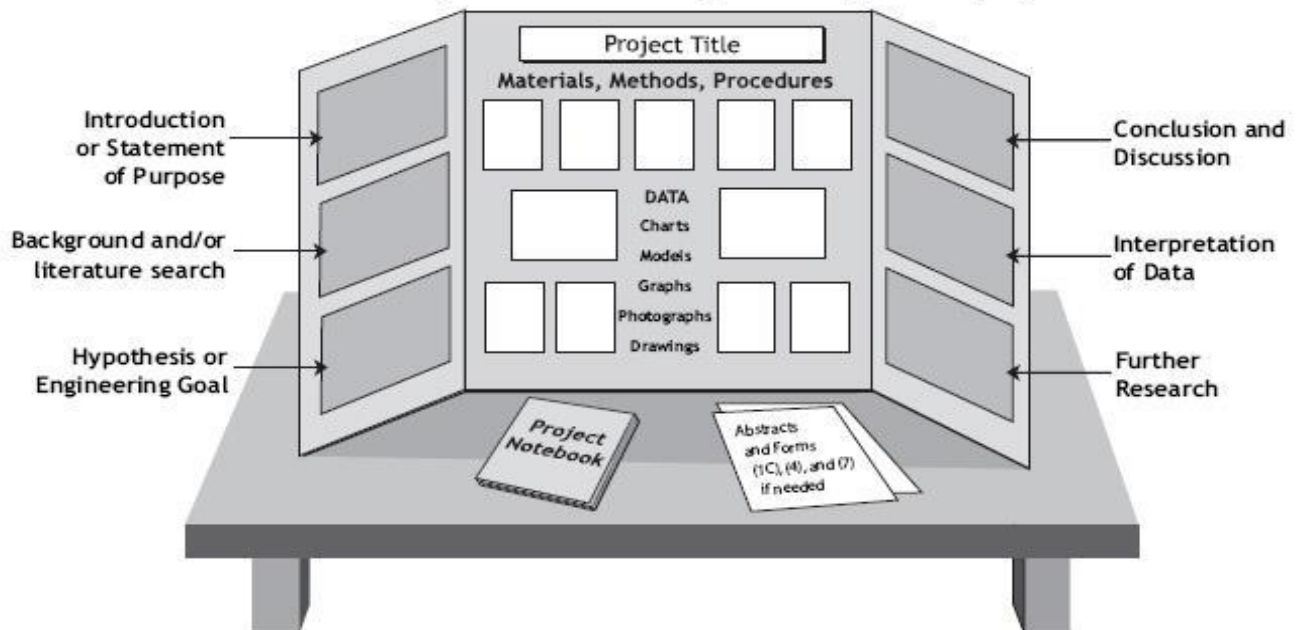 Project Title
Materials, Methods, Procedures
Introduction
or Statement
of Purpose
Background and/or
literature search
Hypothesis or
Engineering Goal
DATA
Charts
Models
Graphs
Photographs
Drawings
Conclusion and
Discussion
Interpretation
of Data
Further
Research
Project
Notebook
Abstracts
and Forms
(1C), (4), and (7)
if needed